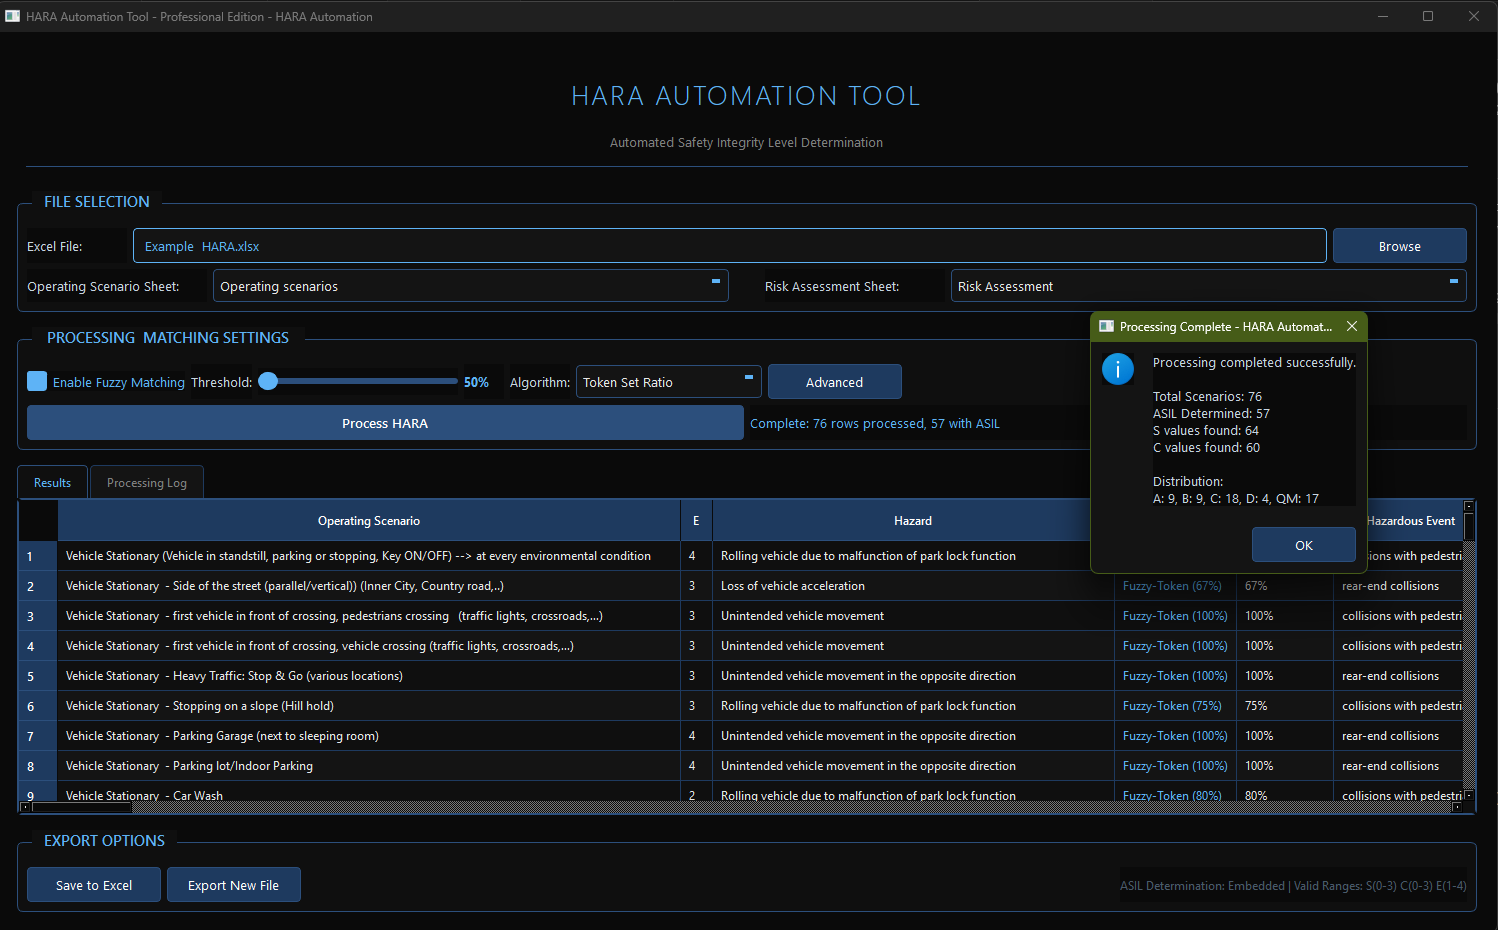 HARA Automation Tool - Professional Edition - HARA Automation
HARA AUTOMATION TOOL
Automated Safety Integrity Level Determination
FILE SELECTION
Excel File: Example HARA.xlsx Browse
Operating Scenario Sheet: Operating scenarios Risk Assessment Sheet: Risk Assessment
PROCESSING MATCHING SETTINGS
Enable Fuzzy Matching Threshold: 50% Algorithm: Token Set Ratio Advanced
Process HARA Complete: 76 rows processed, 57 with ASIL
Processing Complete - HARA Automat...
Processing completed successfully.
Total Scenarios: 76
ASIL Determined: 57
S values found: 64
C values found: 60
Distribution:
A: 9, B: 9, C: 18, D: 4, QM: 17
OK
Results Processing Log
Operating Scenario E Hazard Hazardous Event
1 Vehicle Stationary (Vehicle in standstill, parking or stopping, Key ON/OFF) --> at every environmental condition 4 Rolling vehicle due to malfunction of park lock function isions with pedestri
2 Vehicle Stationary - Side of the street (parallel/vertical)) (Inner City, Country road,..) 3 Loss of vehicle acceleration Fuzzy-Token (67%) 67% rear-end collisions
3 Vehicle Stationary - first vehicle in front of crossing, pedestrians crossing (traffic lights, crossroads,...) 3 Unintended vehicle movement Fuzzy-Token (100%) 100% collisions with pedestri
4 Vehicle Stationary - first vehicle in front of crossing, vehicle crossing (traffic lights, crossroads,...) 3 Unintended vehicle movement Fuzzy-Token (100%) 100% collisions with pedestri
5 Vehicle Stationary - Heavy Traffic: Stop & Go (various locations) 3 Unintended vehicle movement in the opposite direction Fuzzy-Token (100%) 100% rear-end collisions
6 Vehicle Stationary - Stopping on a slope (Hill hold) 3 Rolling vehicle due to malfunction of park lock function Fuzzy-Token (75%) 75% collisions with pedestri
7 Vehicle Stationary - Parking Garage (next to sleeping room) 4 Unintended vehicle movement in the opposite direction Fuzzy-Token (100%) 100% rear-end collisions
8 Vehicle Stationary - Parking lot/Indoor Parking 4 Unintended vehicle movement in the opposite direction Fuzzy-Token (100%) 100% rear-end collisions
9 Vehicle Stationary - Car Wash 2 Rolling vehicle due to malfunction of park lock function Fuzzy-Token (80%) 80% collisions with pedestri
EXPORT OPTIONS
Save to Excel Export New File ASIL Determination: Embedded | Valid Ranges: S(0-3) C(0-3) E(1-4)